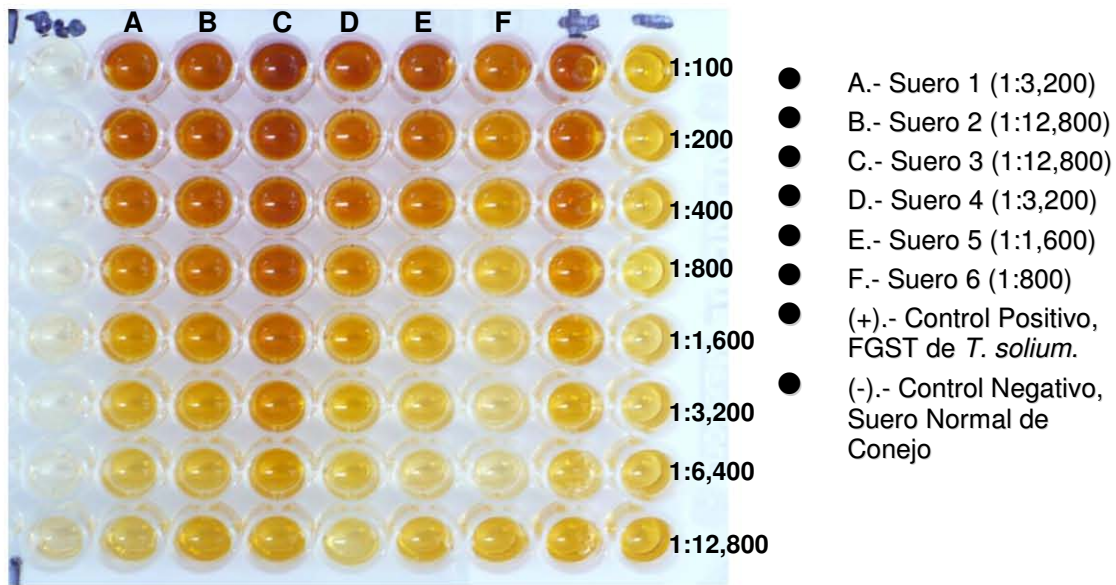 A B C D E F + -
1:100
1:200
1:400
1:800
1:1,600
1:3,200
1:6,400
1:12,800
● A.- Suero 1 (1:3,200)
● B.- Suero 2 (1:12,800)
● C.- Suero 3 (1:12,800)
● D.- Suero 4 (1:3,200)
● E.- Suero 5 (1:1,600)
● F.- Suero 6 (1:800)
● (+).- Control Positivo,
FGST de T. solium.
● (-).- Control Negativo,
Suero Normal de
Conejo